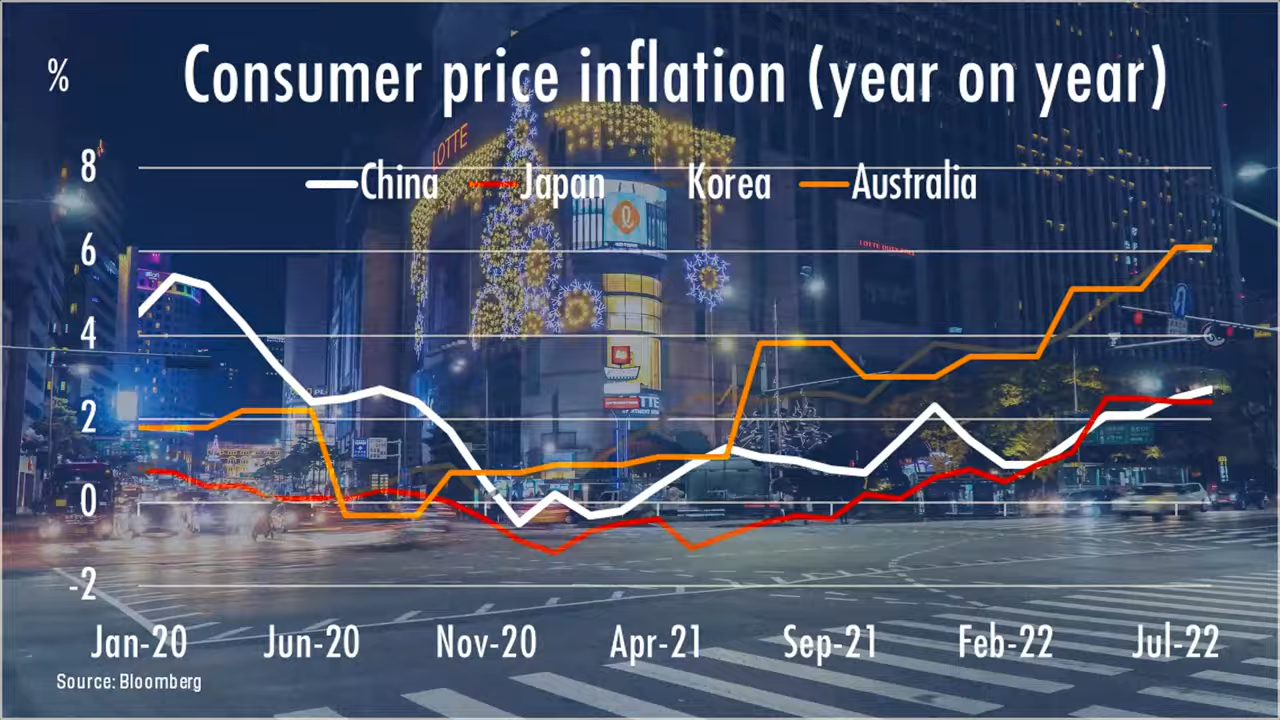 %
Consumer price inflation (year on year)
LOTTE
8
China Japan Korea Australia
6
4
2
0
-2
Jan-20 Jun-20 Nov-20 Apr-21 Sep-21 Feb-22 Jul-22
Source: Bloomberg